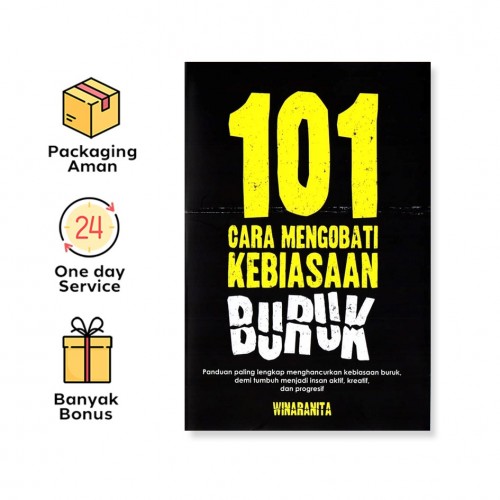 Packaging
Aman
24
One day
Service
Banyak
Bonus
101
CARA MENGOBATI
KEBIASAAN
BURUK
Panduan paling lengkap menghancurkan kebiasaan buruk,
demi tumbuh menjadi insan aktif, kreatif,
dan progresif
WINARANITA